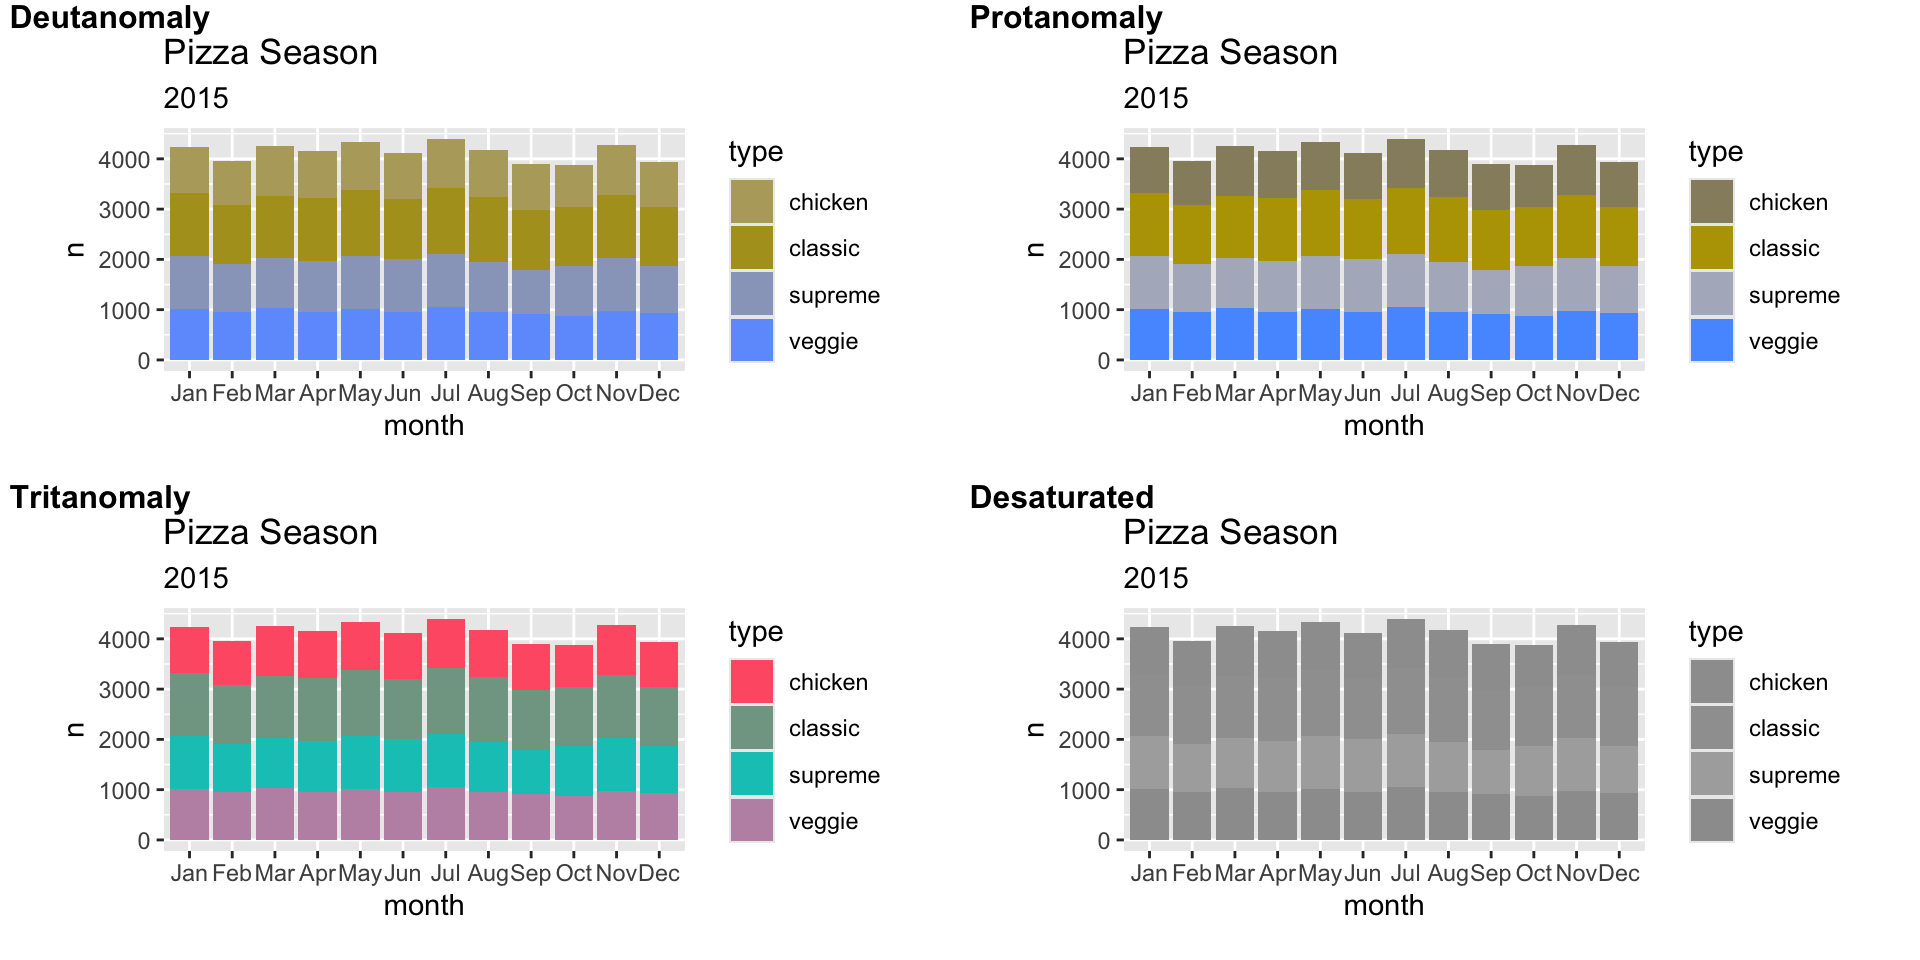 Deutanomaly
Pizza Season
2015
n
4000
3000
2000
1000
0
Jan Feb Mar Apr May Jun Jul Aug Sep Oct Nov Dec
month
type
chicken
classic
supreme
veggie
Protanomaly
Pizza Season
2015
n
4000
3000
2000
1000
0
Jan Feb Mar Apr May Jun Jul Aug Sep Oct Nov Dec
month
type
chicken
classic
supreme
veggie
Tritanomaly
Pizza Season
2015
n
4000
3000
2000
1000
0
Jan Feb Mar Apr May Jun Jul Aug Sep Oct Nov Dec
month
type
chicken
classic
supreme
veggie
Desaturated
Pizza Season
2015
n
4000
3000
2000
1000
0
Jan Feb Mar Apr May Jun Jul Aug Sep Oct Nov Dec
month
type
chicken
classic
supreme
veggie